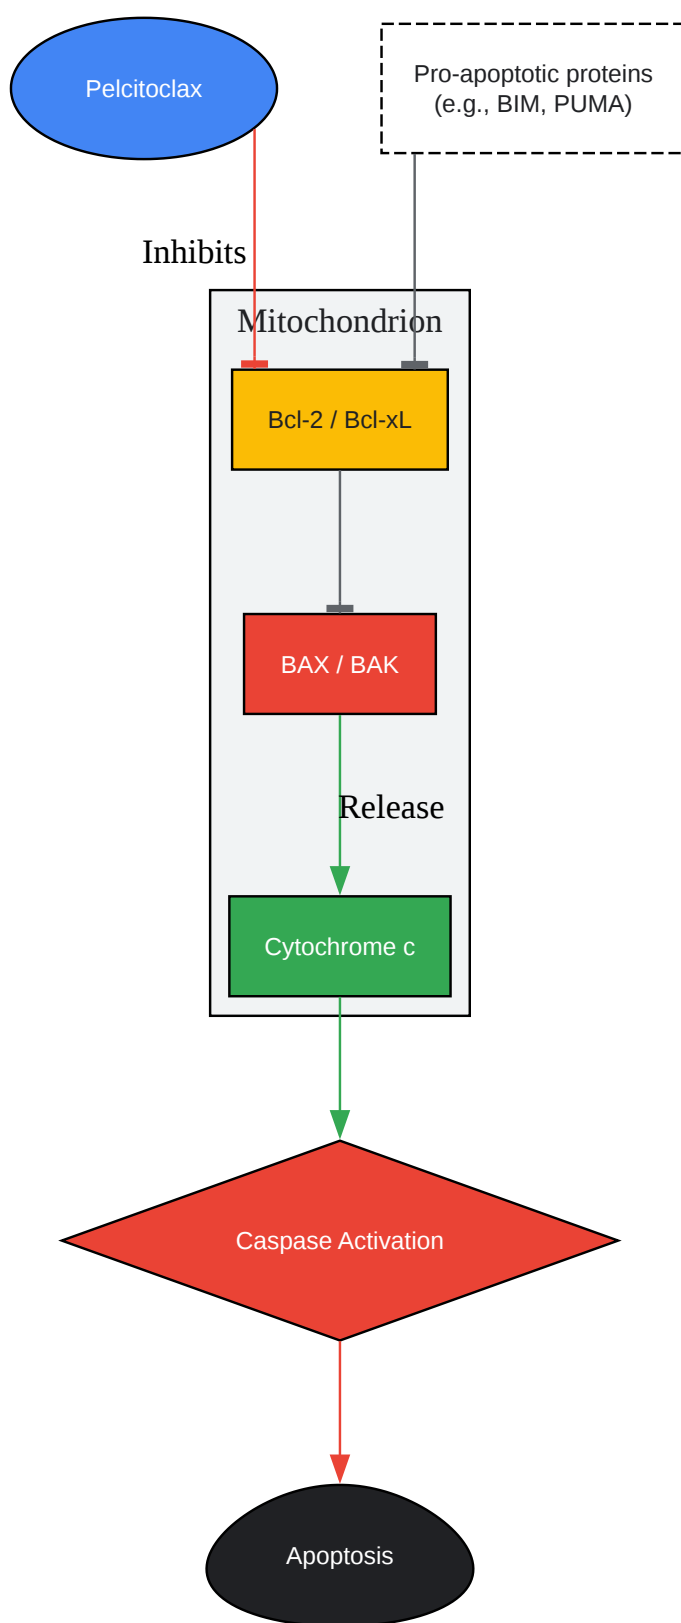 Pelcitoclax
Pro-apoptotic proteins
(e.g., BIM, PUMA)
Inhibits
Mitochondrion
Bcl-2 / Bcl-xL
BAX / BAK
Release
Cytochrome c
Caspase Activation
Apoptosis